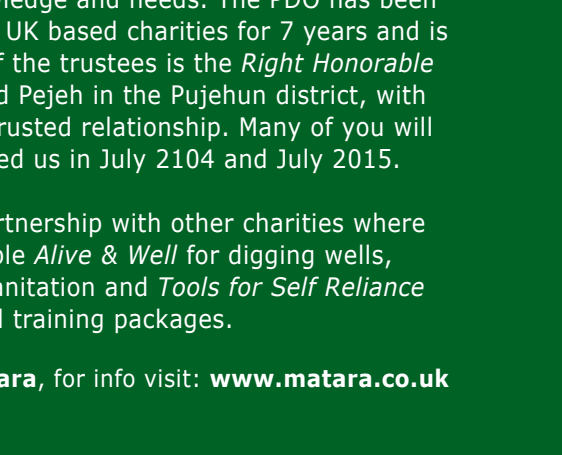 ledge and needs. The PDO has been
UK based charities for 7 years and is
f the trustees is the Right Honorable
d Pejeh in the Pujehun district, with
rusted relationship. Many of you will
ed us in July 2104 and July 2015.
rtnership with other charities where
ple Alive & Well for digging wells,
anitation and Tools for Self Reliance
d training packages.
ara, for info visit: www.matara.co.uk